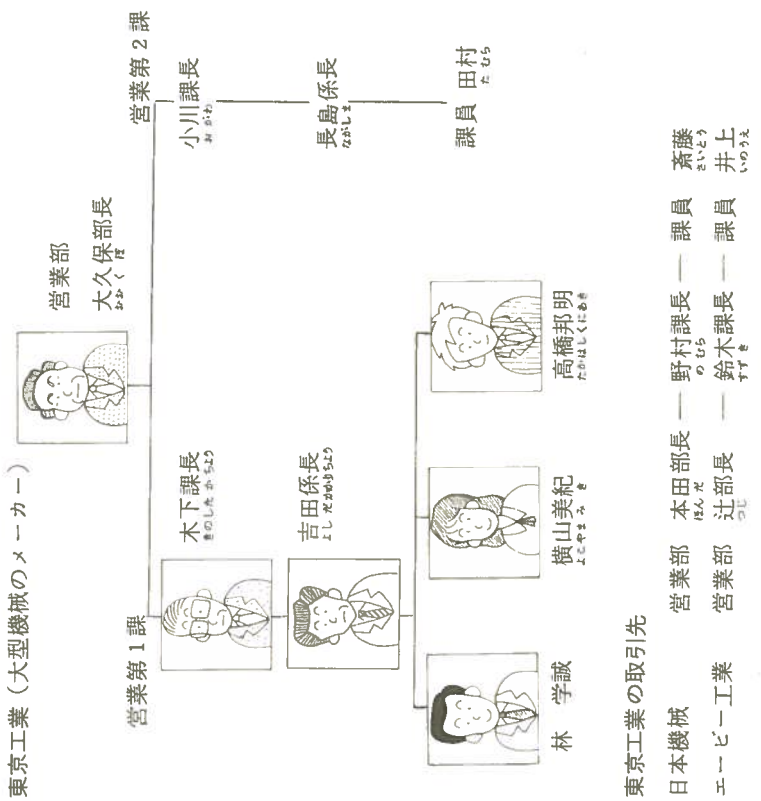 東京工業（大型機械のメーカー）
営業部
大久保部長
おおくぼ
営業第1課
営業第2課
木下課長
きのしたかちょう
小川課長
おがわ
吉田係長
よしだかかりちょう
長島係長
ながしま
林 学誠
横山美紀
よこやまみき
高橋邦明
たかはしくにあき
課員 田村
たむら
東京工業の取引先
日本機械 営業部 本田部長 — 野村課長 — 課員 斎藤
ほんだ のむら さいとう
エービー工業 営業部 辻部長 — 鈴木課長 — 課員 井上
つじ すずき いのうえ